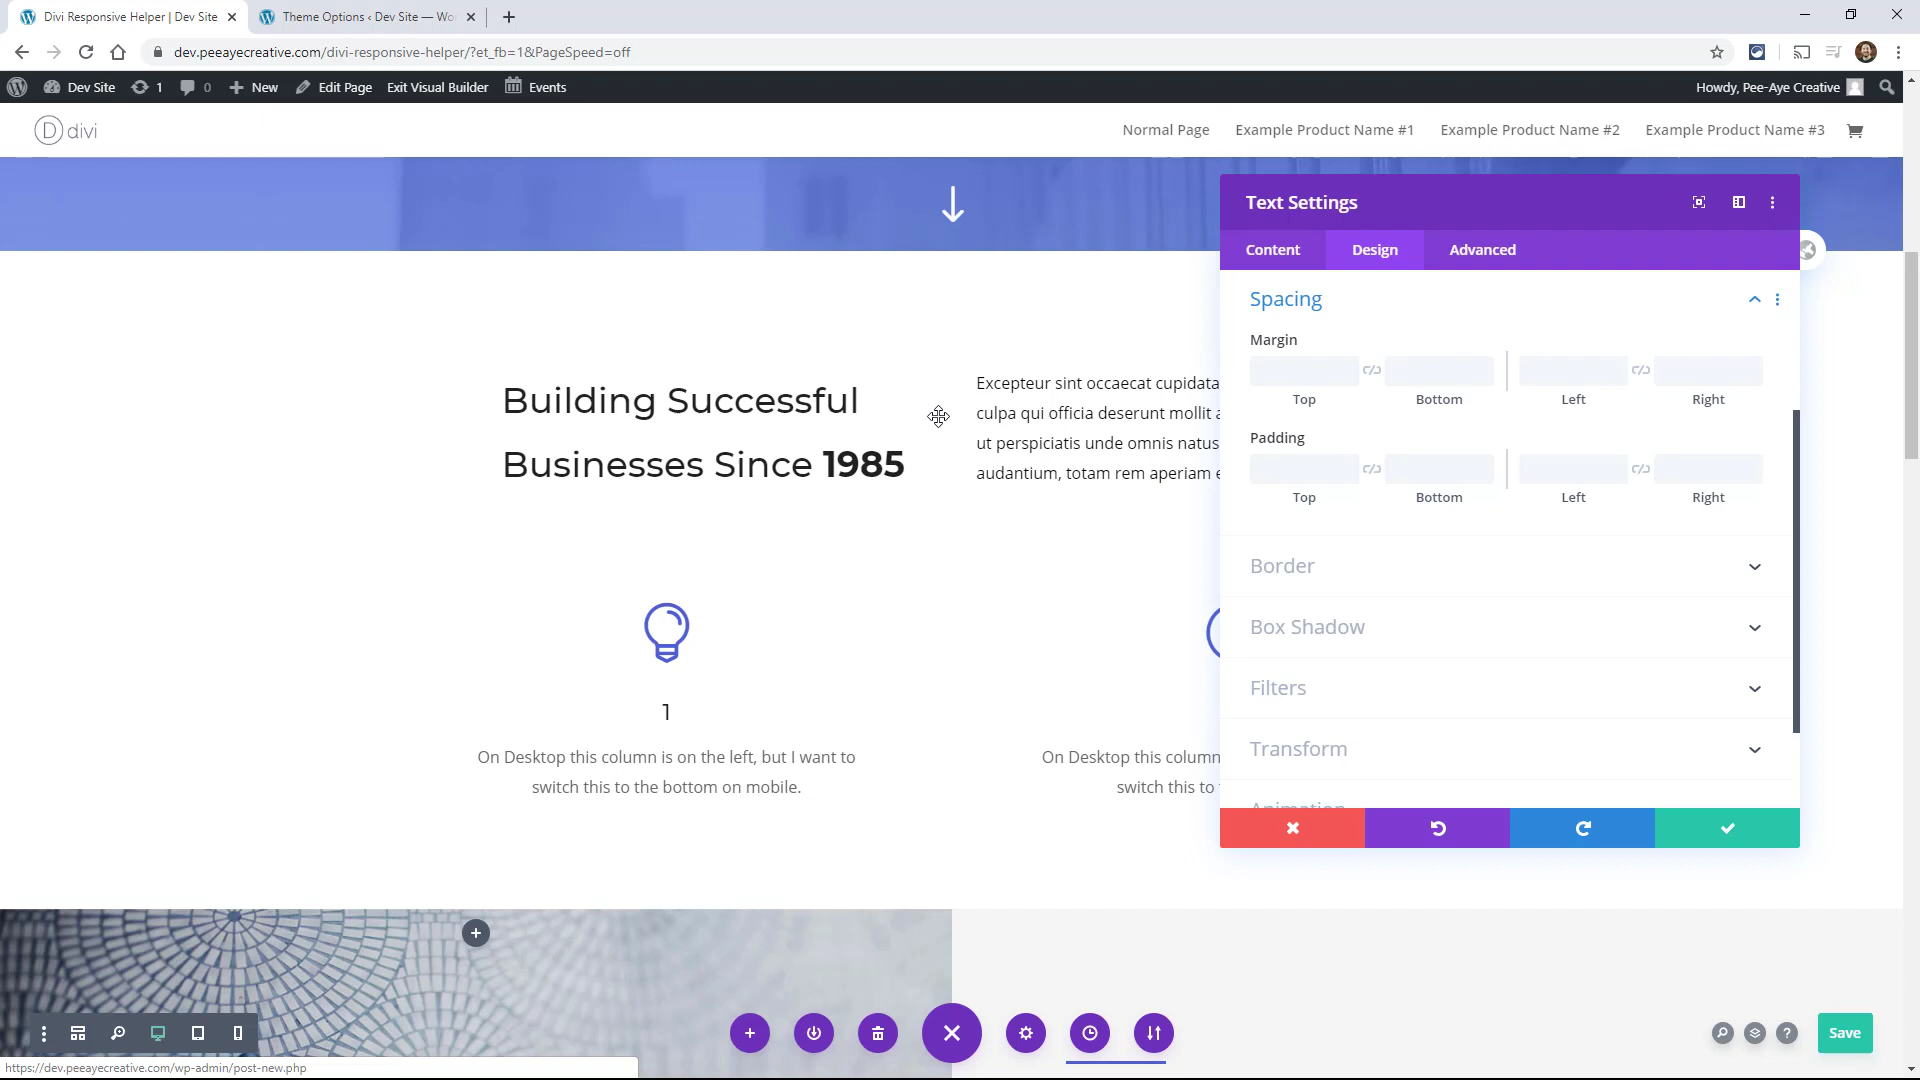 Divi Responsive Helper | Dev Site
Theme Options ‹ Dev Site — Wor
dev.peeayecreative.com/divi-responsive-helper/?et_fb=1&PageSpeed=off
Dev Site
1
0
New
Edit Page
Exit Visual Builder
Events
Howdy, Pee-Aye Creative
D divi
Normal Page
Example Product Name #1
Example Product Name #2
Example Product Name #3
Text Settings
Content
Design
Advanced
Spacing
Margin
Top
Bottom
Left
Right
Padding
Top
Bottom
Left
Right
Border
Box Shadow
Filters
Transform
Animation
Building Successful
Businesses Since 1985
Excepteur sint occaecat cupidata
culpa qui officia deserunt mollit a
ut perspiciatis unde omnis natus
audantium, totam rem aperiam e
1
On Desktop this column is on the left, but I want to
switch this to the bottom on mobile.
On Desktop this column
switch this to
Save
https://dev.peeayecreative.com/wp-admin/post-new.php